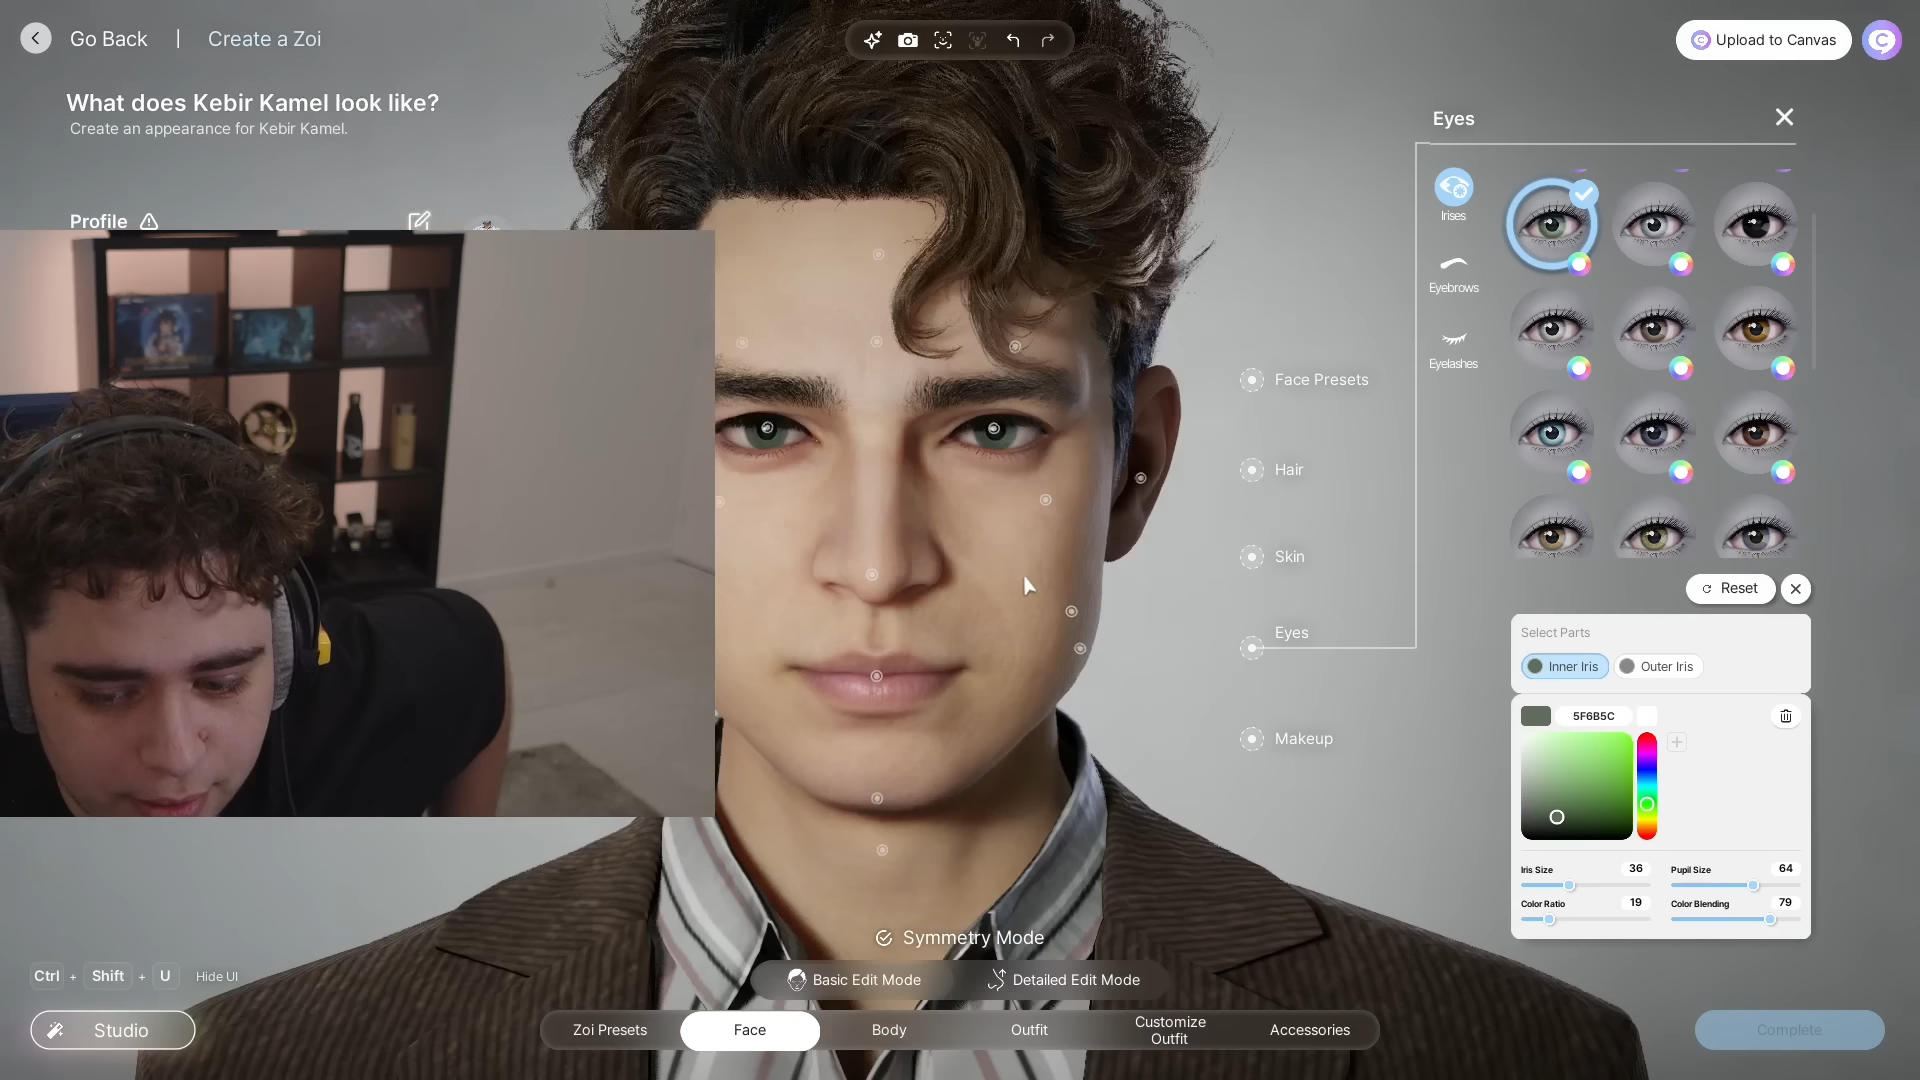 Go Back | Create a Zoi
Upload to Canvas
What does Kebir Kamel look like?
Create an appearance for Kebir Kamel.
Profile
Eyes
Irises
Eyebrows
Eyelashes
Face Presets
Hair
Skin
Eyes
Makeup
Reset
Select Parts
Inner Iris
Outer Iris
5F6B5C
Iris Size 36
Pupil Size 64
Color Ratio 19
Color Blending 79
Symmetry Mode
Basic Edit Mode
Detailed Edit Mode
Ctrl + Shift + U Hide UI
Studio
Zoi Presets
Face
Body
Outfit
Customize
Outfit
Accessories
Complete